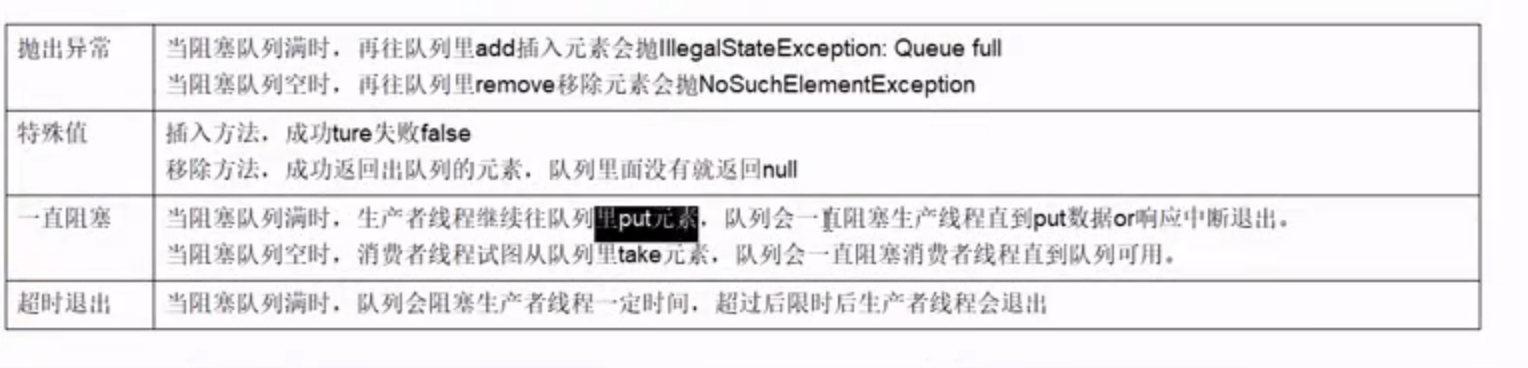 抛出异常
当阻塞队列满时，再往队列里add插入元素会抛IllegalStateException: Queue full
当阻塞队列空时，再往队列里remove移除元素会抛NoSuchElementException
特殊值
插入方法，成功ture失败false
移除方法，成功返回出队列的元素，队列里面没有就返回null
一直阻塞
当阻塞队列满时，生产者线程继续往队列里put元素，队列会一直阻塞生产线程直到put数据or响应中断退出。
当阻塞队列空时，消费者线程试图从队列里take元素，队列会一直阻塞消费者线程直到队列可用。
超时退出
当阻塞队列满时，队列会阻塞生产者线程一定时间，超过后限时后生产者线程会退出